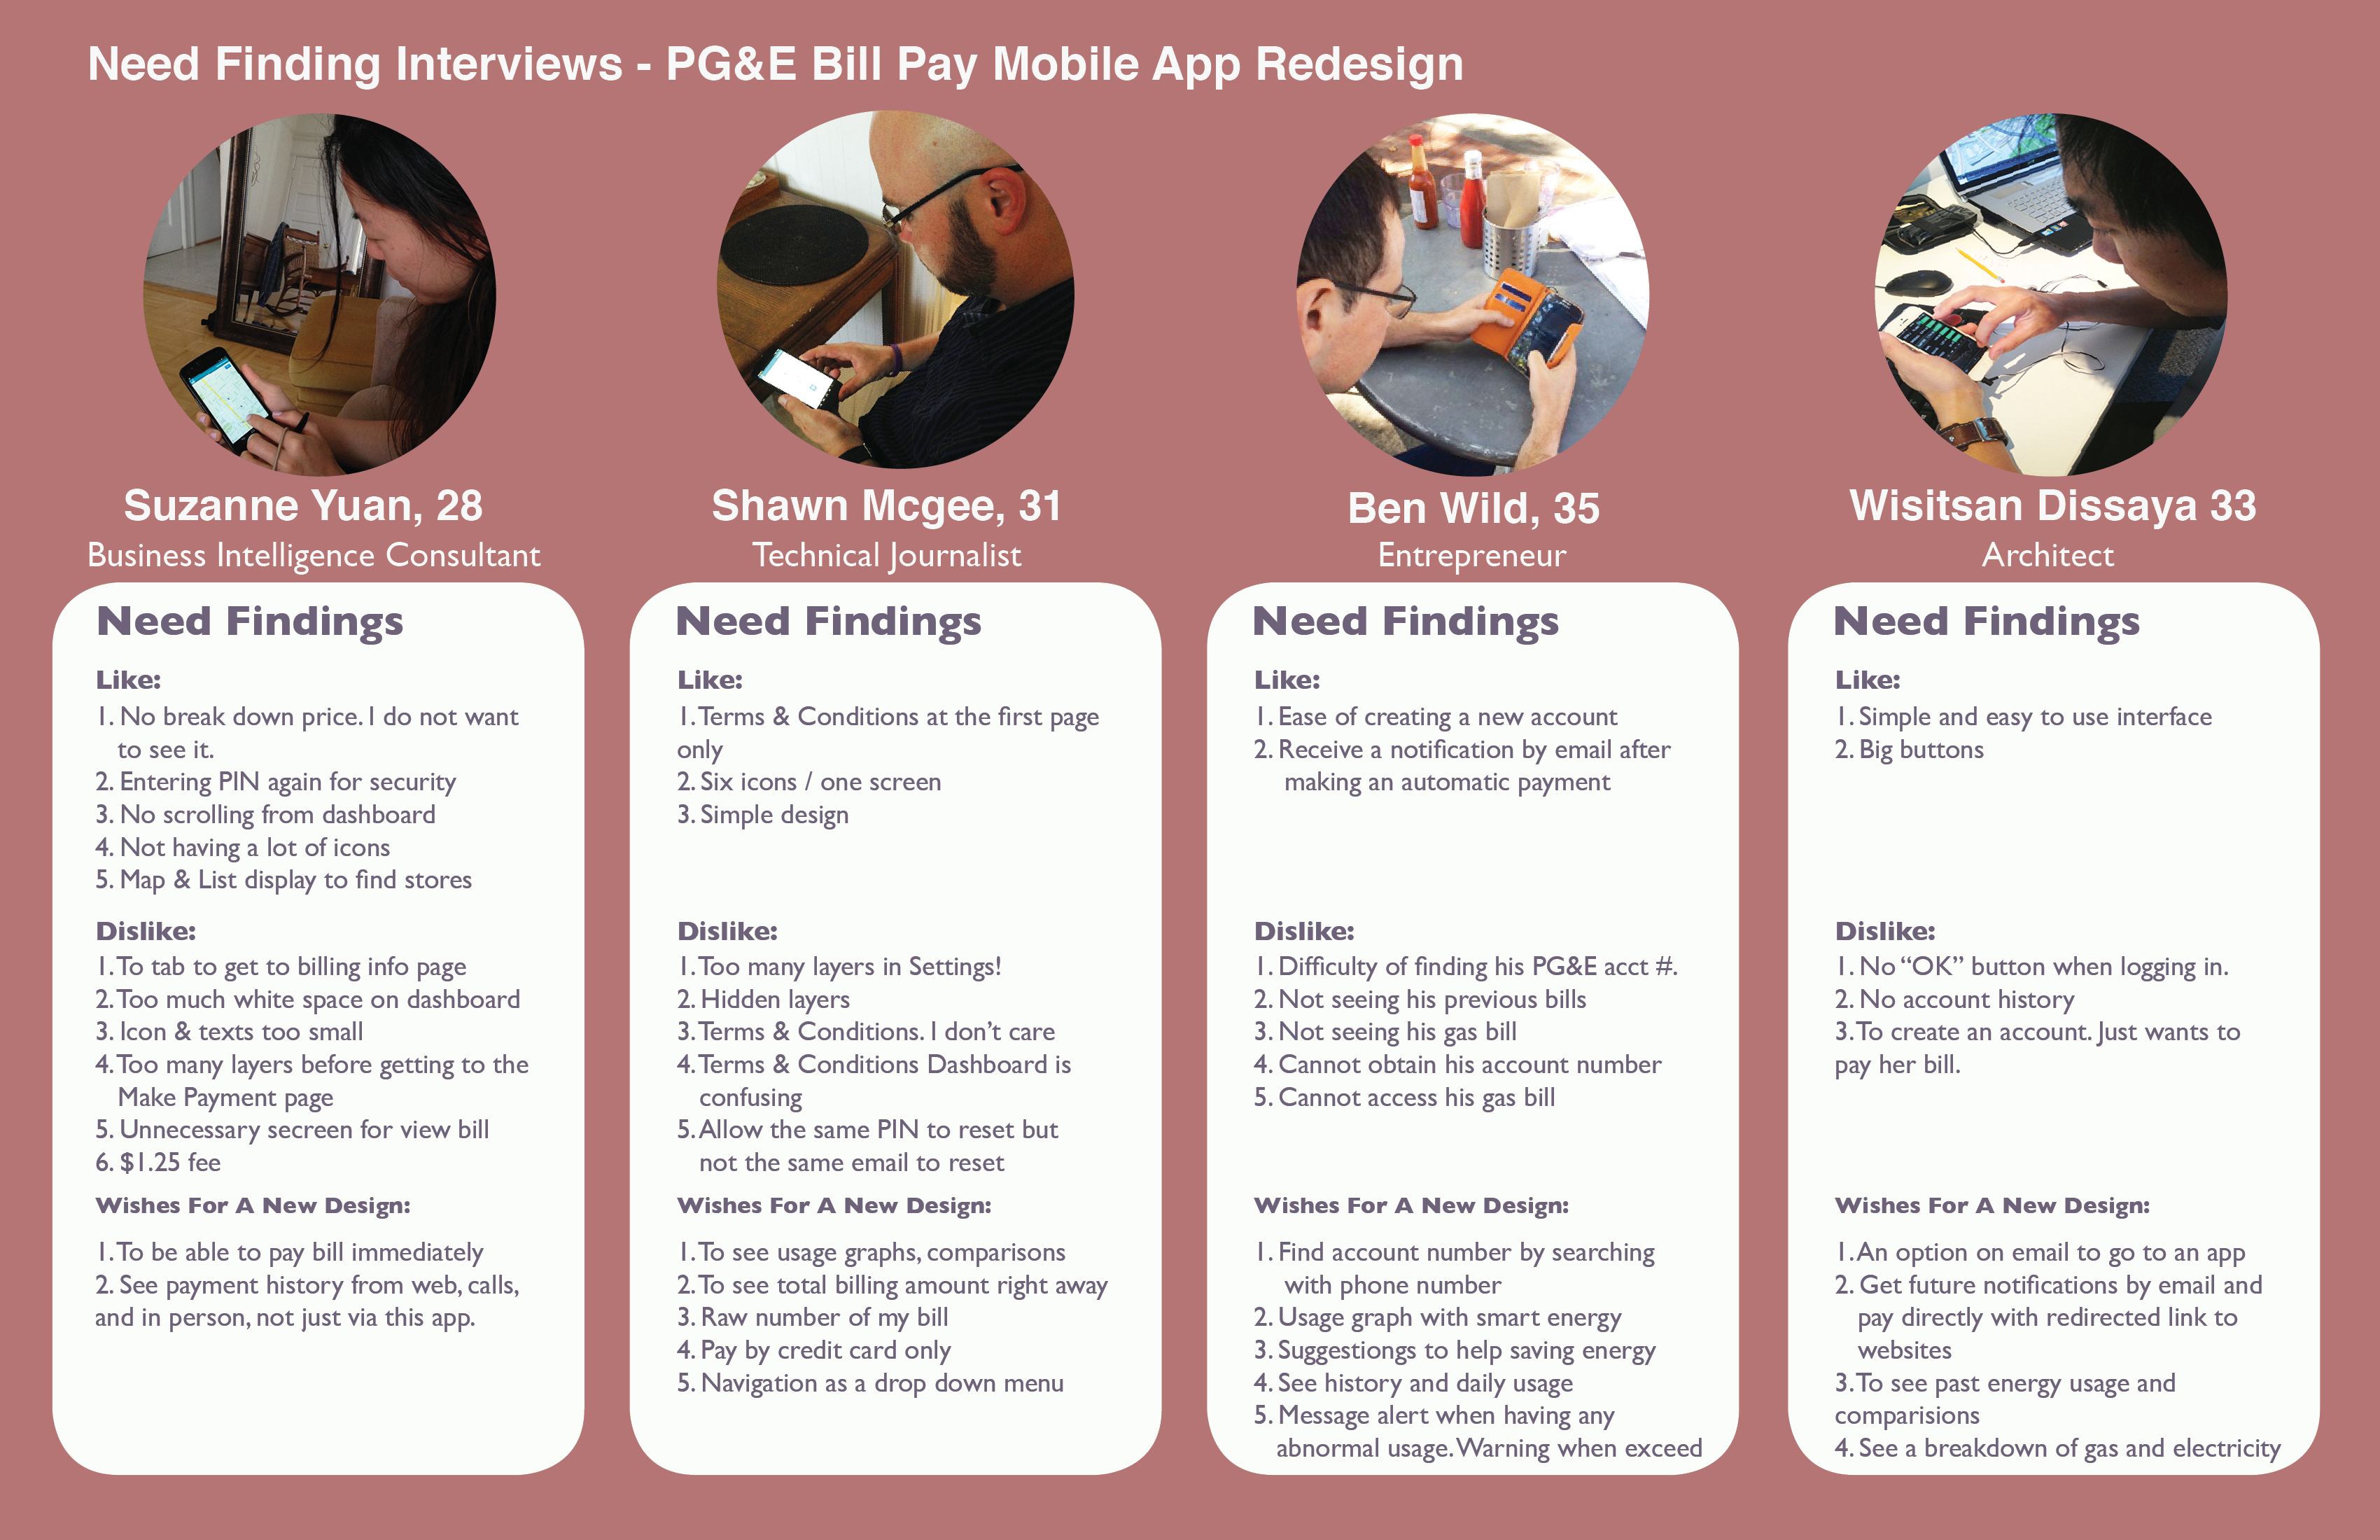 Need Finding Interviews - PG&E Bill Pay Mobile App Redesign
Suzanne Yuan, 28
Business Intelligence Consultant
Need Findings
Like:
1. No break down price. I do not want
to see it.
2. Entering PIN again for security
3. No scrolling from dashboard
4. Not having a lot of icons
5. Map & List display to find stores
Dislike:
1. To tab to get to billing info page
2. Too much white space on dashboard
3. Icon & texts too small
4. Too many layers before getting to the
Make Payment page
5. Unnecessary secreen for view bill
6. $1.25 fee
Wishes For A New Design:
1. To be able to pay bill immediately
2. See payment history from web, calls,
and in person, not just via this app.
Shawn Mcgee, 31
Technical Journalist
Need Findings
Like:
1. Terms & Conditions at the first page
only
2. Six icons / one screen
3. Simple design
Dislike:
1. Too many layers in Settings!
2. Hidden layers
3. Terms & Conditions. I don’t care
4. Terms & Conditions Dashboard is
confusing
5. Allow the same PIN to reset but
not the same email to reset
Wishes For A New Design:
1. To see usage graphs, comparisons
2. To see total billing amount right away
3. Raw number of my bill
4. Pay by credit card only
5. Navigation as a drop down menu
Ben Wild, 35
Entrepreneur
Need Findings
Like:
1. Ease of creating a new account
2. Receive a notification by email after
making an automatic payment
Dislike:
1. Difficulty of finding his PG&E acct #.
2. Not seeing his previous bills
3. Not seeing his gas bill
4. Cannot obtain his account number
5. Cannot access his gas bill
Wishes For A New Design:
1. Find account number by searching
with phone number
2. Usage graph with smart energy
3. Suggestiongs to help saving energy
4. See history and daily usage
5. Message alert when having any
abnormal usage. Warning when exceed
Wisitsan Dissaya 33
Architect
Need Findings
Like:
1. Simple and easy to use interface
2. Big buttons
Dislike:
1. No “OK” button when logging in.
2. No account history
3. To create an account. Just wants to
pay her bill.
Wishes For A New Design:
1. An option on email to go to an app
2. Get future notifications by email and
pay directly with redirected link to
websites
3. To see past energy usage and
comparisions
4. See a breakdown of gas and electricity